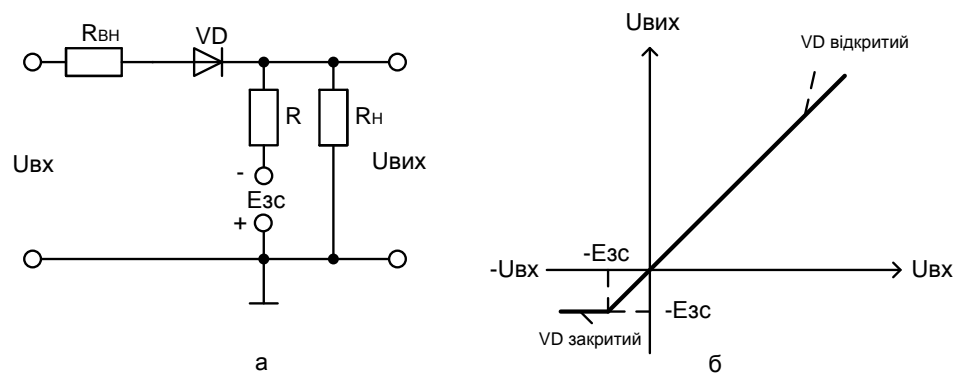 Rвн
VD
R
Rн
Uвх
Uвих
-
Eзс
+
а
Uвих
VD відкритий
-Eзс
-Uвх
Uвх
-Eзс
VD закритий
б